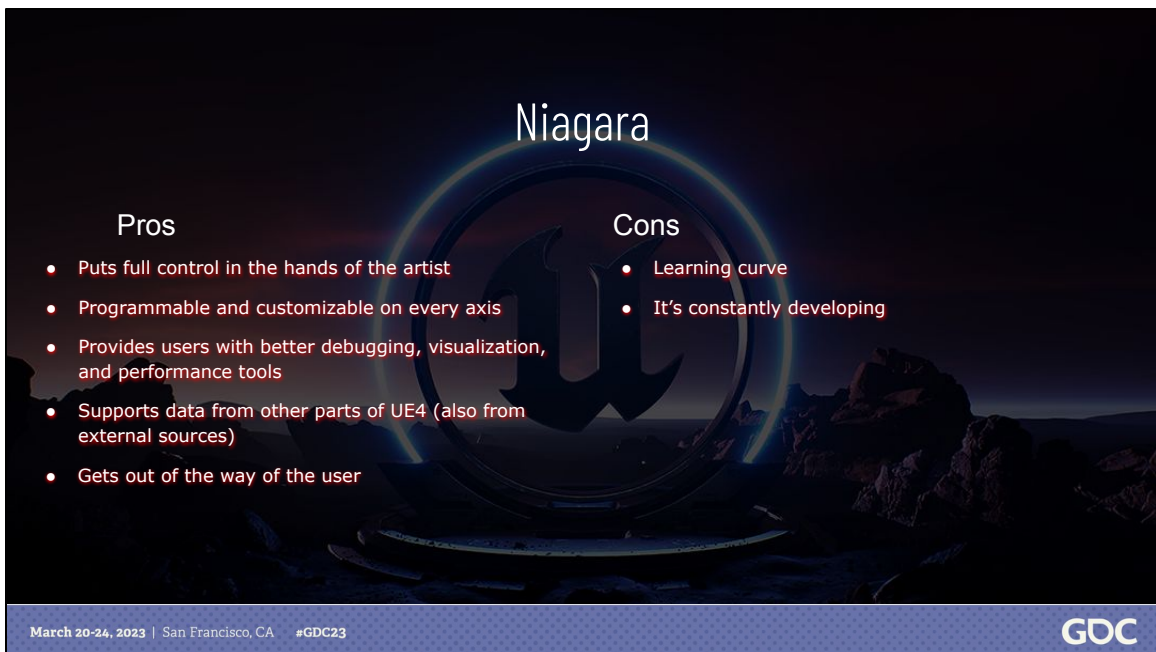 Niagara
Pros
● Puts full control in the hands of the artist
● Programmable and customizable on every axis
● Provides users with better debugging, visualization,
and performance tools
● Supports data from other parts of UE4 (also from
external sources)
● Gets out of the way of the user
Cons
● Learning curve
● It’s constantly developing
March 20-24, 2023 | San Francisco, CA #GDC23
GDC